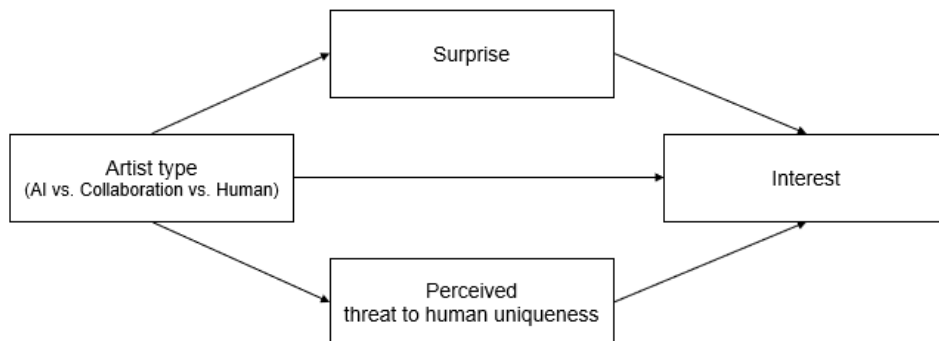 Surprise
Artist type
(AI vs. Collaboration vs. Human)
Interest
Perceived
threat to human uniqueness